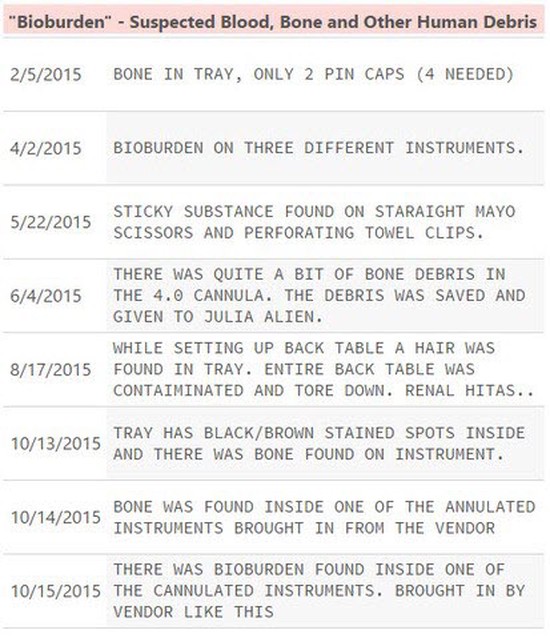 "Bioburden" - Suspected Blood, Bone and Other Human Debris
2/5/2015 BONE IN TRAY, ONLY 2 PIN CAPS (4 NEEDED)
4/2/2015 BIOBURDEN ON THREE DIFFERENT INSTRUMENTS.
5/22/2015
STICKY SUBSTANCE FOUND ON STARAIGHT MAYO
SCISSORS AND PERFORATING TOWEL CLIPS.
6/4/2015
THERE WAS QUITE A BIT OF BONE DEBRIS IN
THE 4.0 CANNULA. THE DEBRIS WAS SAVED AND
GIVEN TO JULIA ALIEN.
8/17/2015
WHILE SETTING UP BACK TABLE A HAIR WAS
FOUND IN TRAY. ENTIRE BACK TABLE WAS
CONTAIMINATED AND TORE DOWN. RENAL HITAS..
10/13/2015
TRAY HAS BLACK/BROWN STAINED SPOTS INSIDE
AND THERE WAS BONE FOUND ON INSTRUMENT.
10/14/2015
BONE WAS FOUND INSIDE ONE OF THE ANNULATED
INSTRUMENTS BROUGHT IN FROM THE VENDOR
10/15/2015
THERE WAS BIOBURDEN FOUND INSIDE ONE OF
THE CANNULATED INSTRUMENTS. BROUGHT IN BY
VENDOR LIKE THIS